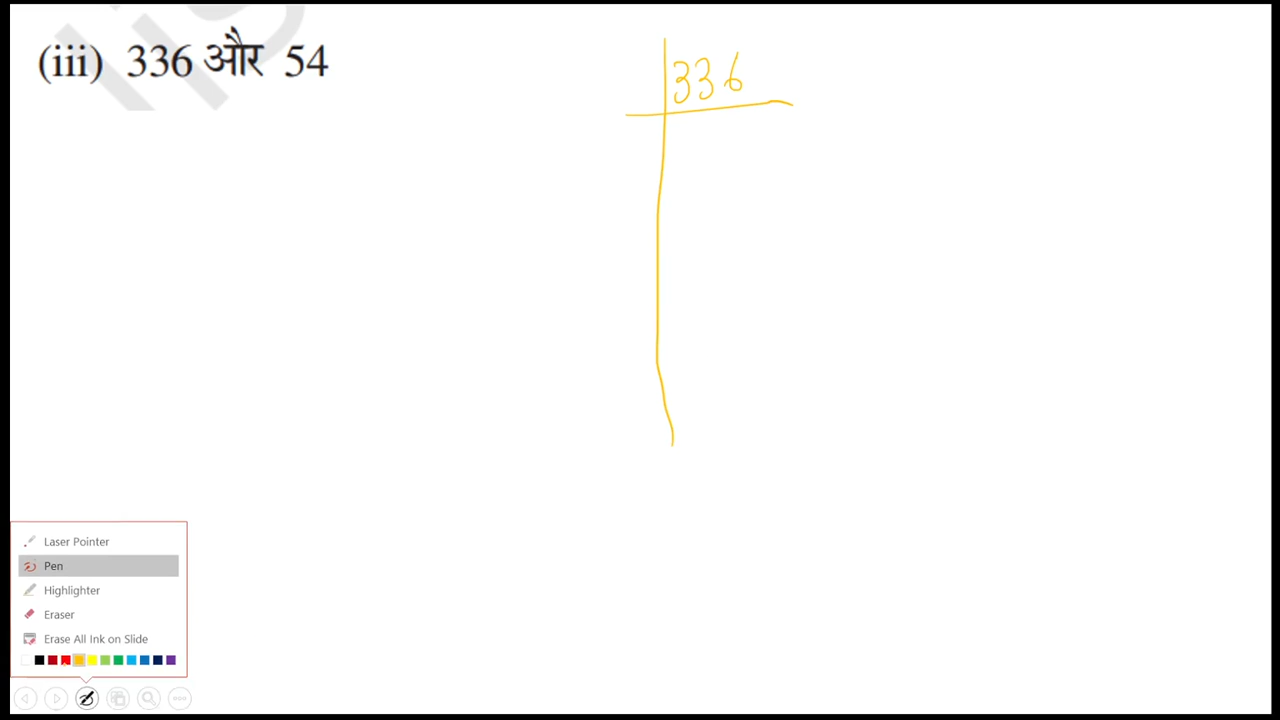 (iii) 336 और 54
336
Laser Pointer
Pen
Highlighter
Eraser
Erase All Ink on Slide